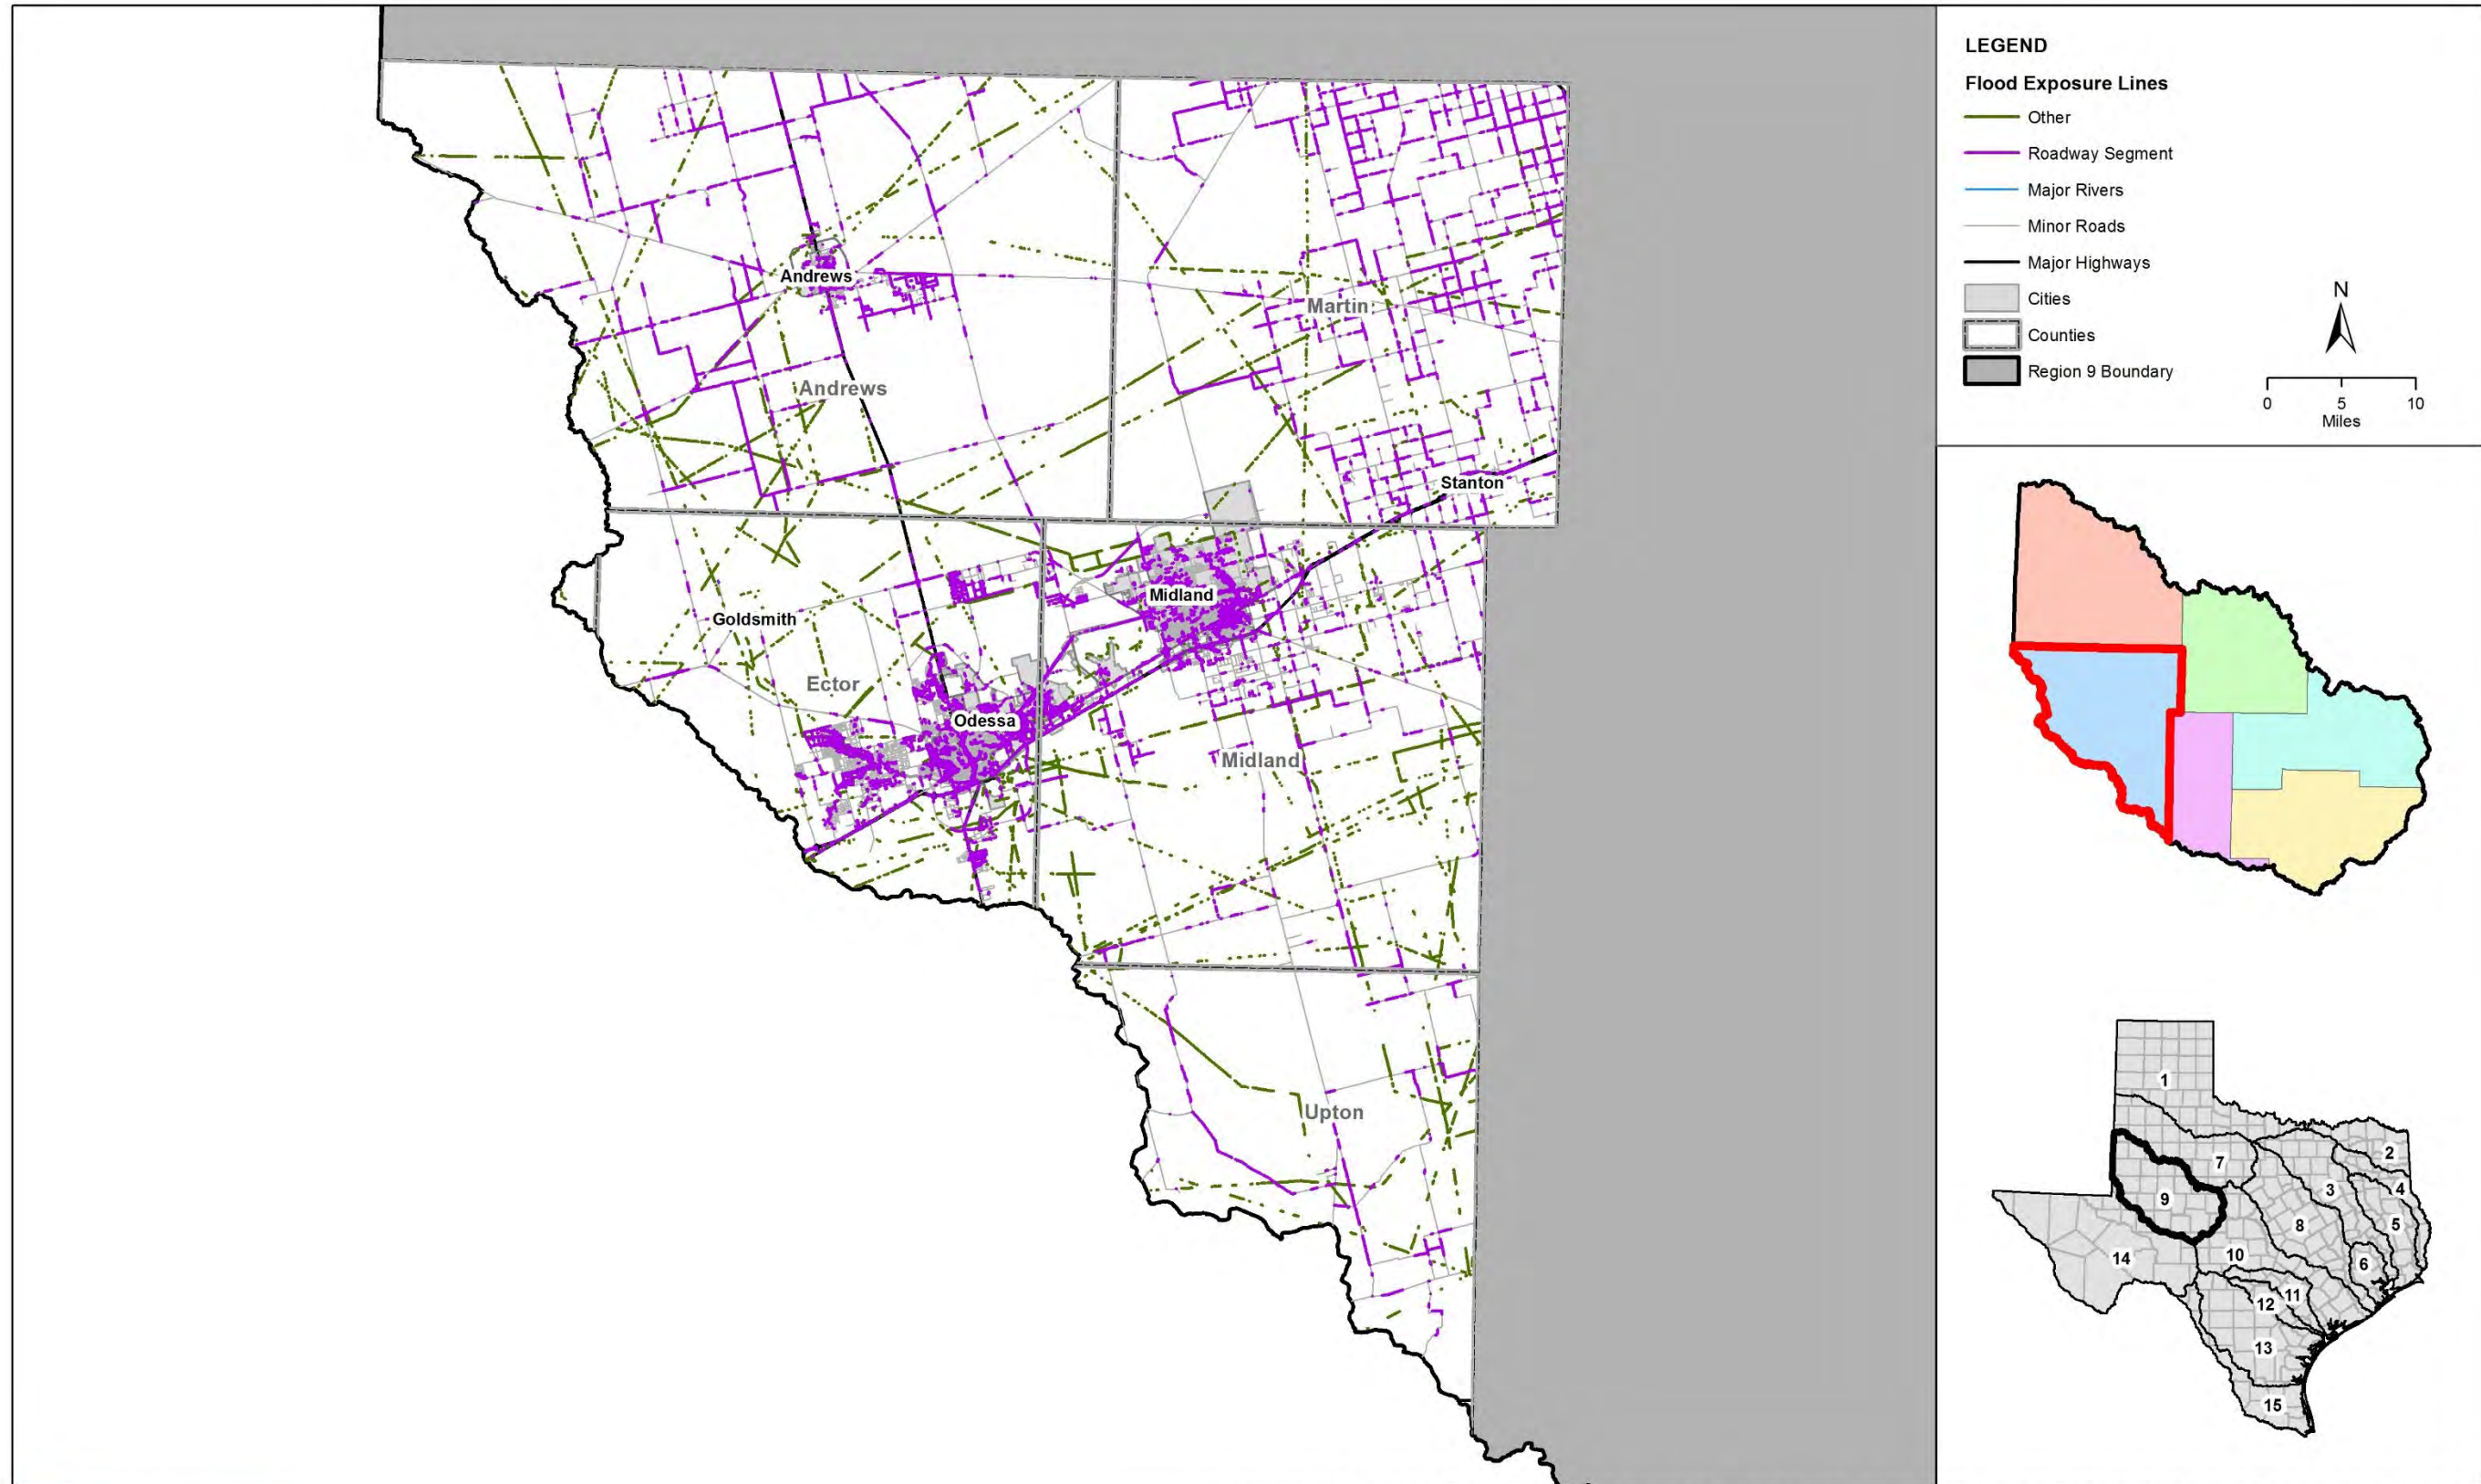 LEGEND
Flood Exposure Lines
Other
Roadway Segment
Major Rivers
Minor Roads
Major Highways
Cities
Counties
Region 9 Boundary
N
0 5 10
Miles
Andrews
Martin
Andrews
Stanton
Midland
Goldsmith
Ector
Odessa
Midland
Upton
1
2
7
3
4
9
8
5
14
10
6
11
12
13
15